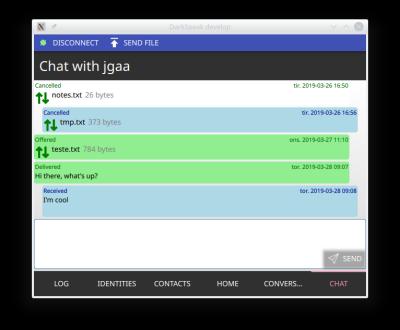 DarkSpeak develop
DISCONNECT SEND FILE
Chat with jgaa
Cancelled tir. 2019-03-26 16:50
notes.txt 26 bytes
Cancelled tir. 2019-03-26 16:56
tmp.txt 373 bytes
Offered ons. 2019-03-27 11:10
teste.txt 784 bytes
Delivered tor. 2019-03-28 09:07
Hi there, what's up?
Received tor. 2019-03-28 09:08
I'm cool
SEND
LOG IDENTITIES CONTACTS HOME CONVERS... CHAT